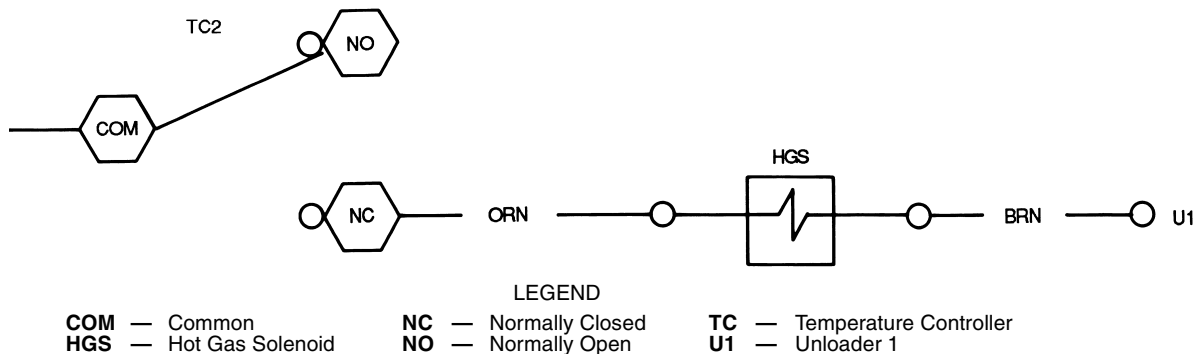 TC2
NO
COM
HGS
NC
ORN
BRN
U1
LEGEND
COM — Common
NC — Normally Closed
TC — Temperature Controller
HGS — Hot Gas Solenoid
NO — Normally Open
U1 — Unloader 1